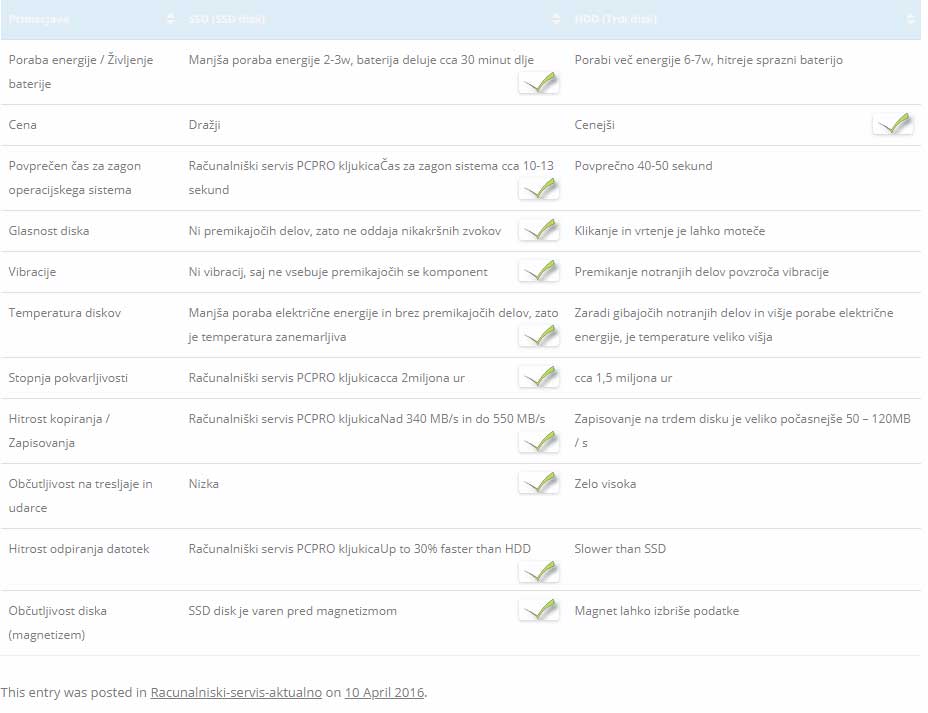 Primerjava SSD (SSD disk) HDD (Trdi disk)
Poraba energije / Življenje Manjša poraba energije 2-3w, baterija deluje cca 30 minut dlje Porabi več energije 6-7w, hitreje sprazni baterijo
baterije
Cena Dražji Cenejši
Povprečen čas za zagon Računalniški servis PCPRO kljukicaČas za zagon sistema cca 10-13 Povprečno 40-50 sekund
operacijskega sistema sekund
Glasnost diska Ni premikajočih delov, zato ne oddaja nikakršnih zvokov Klikanje in vrtenje je lahko moteče
Vibracije Ni vibracij, saj ne vsebuje premikajočih se komponent Premikanje notranjih delov povzroča vibracije
Temperatura diskov Manjša poraba električne energije in brez premikajočih delov, zato Zaradi gibajočih notranjih delov in višje porabe električne
je temperatura zanemarljiva energije, je temperature veliko višja
Stopnja pokvarljivosti Računalniški servis PCPRO kljukicacca 2miljona ur cca 1,5 miljona ur
Hitrost kopiranja / Računalniški servis PCPRO kljukicaNad 340 MB/s in do 550 MB/s Zapisovanje na trdem disku je veliko počasnejše 50 – 120MB
Zapisovanja / s
Občutljivost na tresljaje in Nizka Zelo visoka
udarce
Hitrost odpiranja datotek Računalniški servis PCPRO kljukicaUp to 30% faster than HDD Slower than SSD
Občutljivost diska SSD disk je varen pred magnetizmom Magnet lahko izbriše podatke
(magnetizem)
This entry was posted in Racunalniski-servis-aktualno on 10 April 2016.